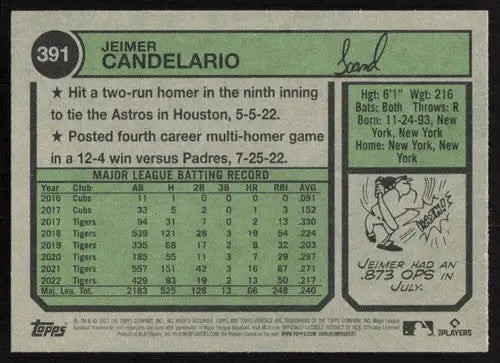 391
JEIMER
CANDELARIO
★ Hit a two-run homer in the ninth inning
to tie the Astros in Houston, 5-5-22.
★ Posted fourth career multi-homer game
in a 12-4 win versus Padres, 7-25-22.
Hgt: 6'1" Wgt: 216
Bats: Both Throws: R
Born: 11-24-93, New
York, New York
Home: New York, New
York
MAJOR LEAGUE BATTING RECORD
Year Clubs AB H 2B 3B HR RBI AVG.
2016 Cubs 11 1 0 0 0 0 .091
2017 Cubs 33 5 2 0 1 3 .152
2017 Tigers 94 31 7 0 2 13 .330
2018 Tigers 539 121 28 3 19 54 .224
2019 Tigers 335 68 17 2 8 32 .203
2020 Tigers 185 55 11 3 7 29 .297
2021 Tigers 557 151 42 3 16 67 .271
2022 Tigers 429 93 19 2 13 50 .217
Maj. Lea. Tot. 2183 525 126 13 66 248 .240
JEIMER HAD AN
.873 OPS IN
JULY.
Topps
PLAYERS